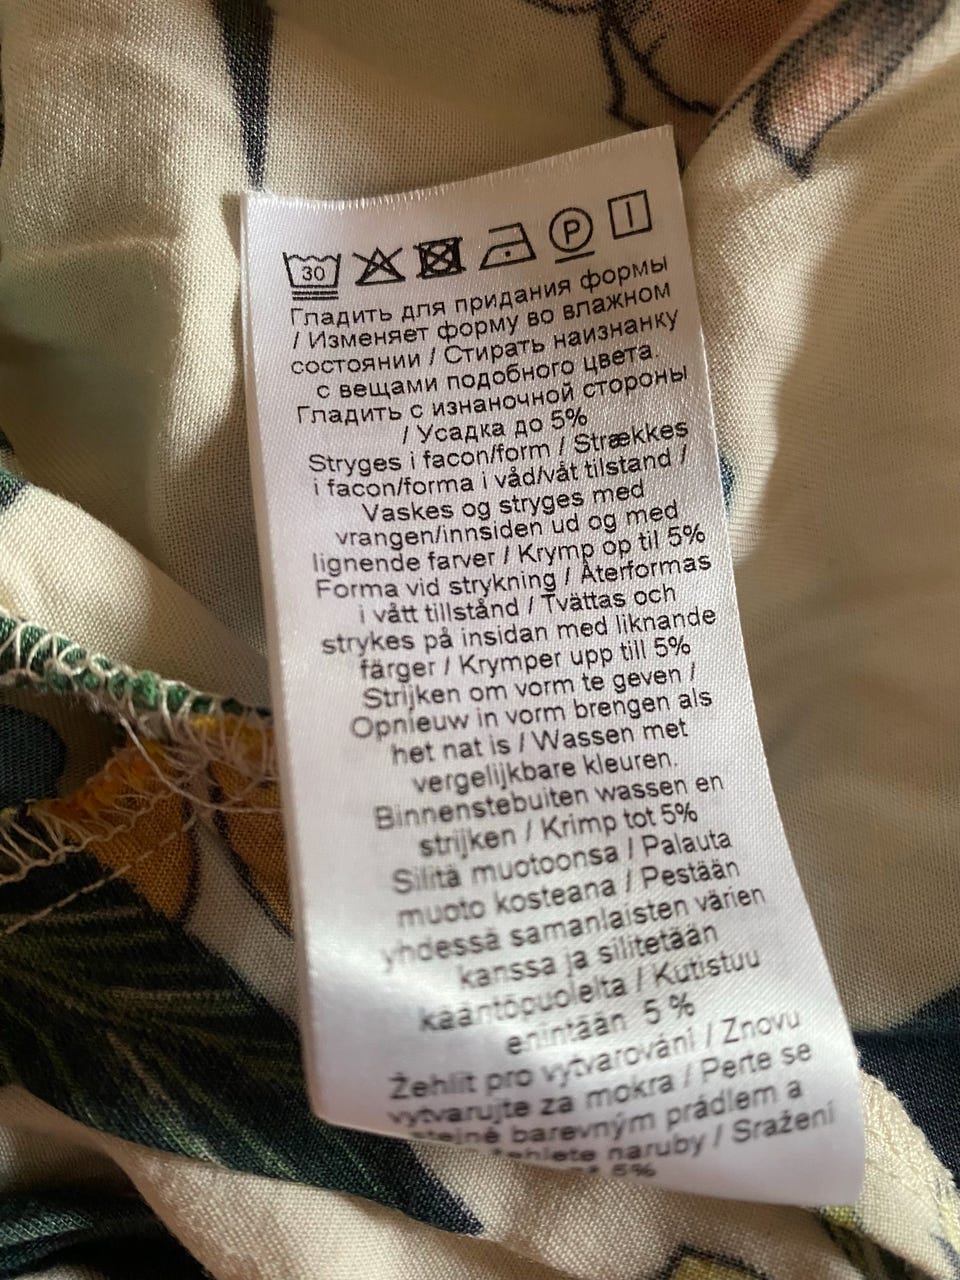 30 P
Гладить для придания формы
/ Изменяет форму во влажном
состоянии / Стирать наизнанку
с вещами подобного цвета.
Гладить с изнаночной стороны
/ Усадка до 5%
Stryges i facon/form / Strækkes
i facon/forma i våd/våt tilstand /
Vaskes og stryges med
vrangen/innsiden ud og med
lignende farver / Krymp op til 5%
Forma vid strykning / Återformas
i vått tillstånd / Tvättas och
strykes på insidan med liknande
färger / Krymper upp till 5%
Strijken om vorm te geven /
Opnieuw in vorm brengen als
het nat is / Wassen met
vergelijkbare kleuren.
Binnenstebuiten wassen en
strijken / Krimp tot 5%
Silitä muotoonsa / Palauta
muoto kosteana / Pestään
yhdessä samanlaisten värien
kanssa ja silitetään
kääntöpuolelta / Kutistuu
enintään 5 %
Žehlit pro vytvarování / Znovu
vytvarujte za mokra / Perte se
barevným prádlem a
naruby / Sražení
5%